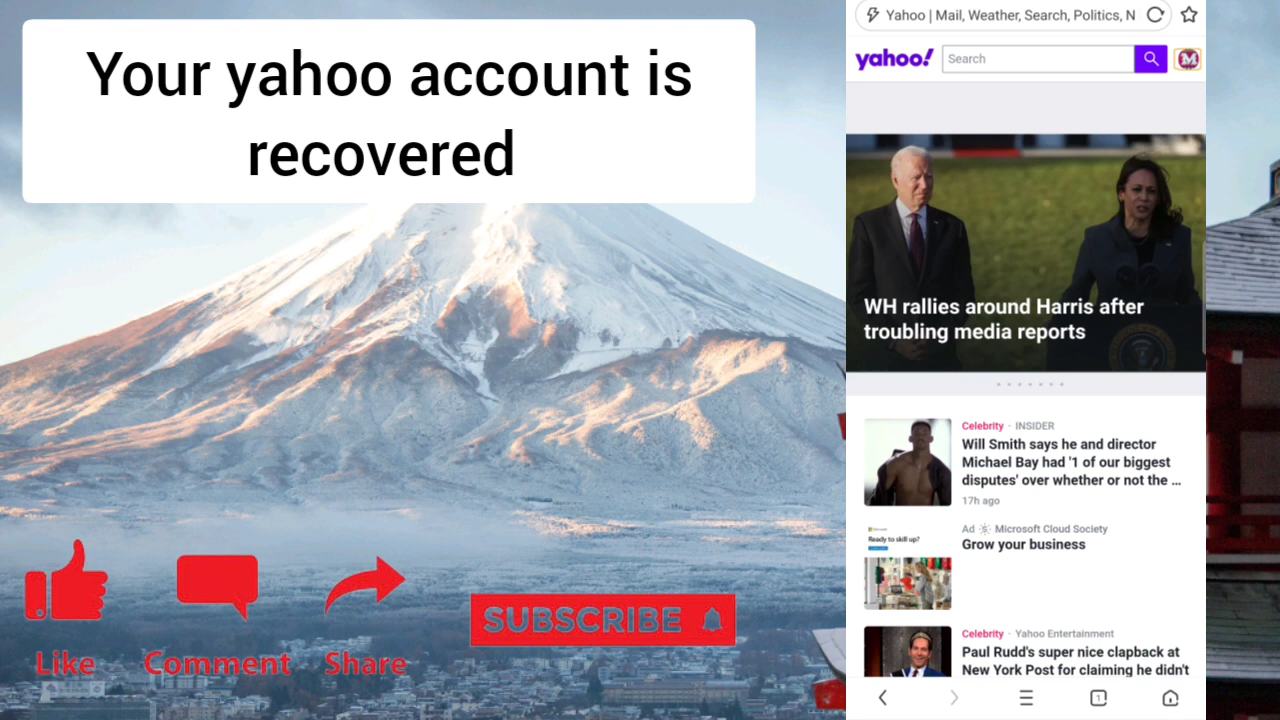 Your yahoo account is
recovered
Like
Comment
Share
SUBSCRIBE
Yahoo | Mail, Weather, Search, Politics, N
yahoo!
Search
M
WH rallies around Harris after
troubling media reports
Celebrity · INSIDER
Will Smith says he and director
Michael Bay had '1 of our biggest
disputes' over whether or not the ...
17h ago
Ad Microsoft Cloud Society
Ready to skill up?
Grow your business
Celebrity · Yahoo Entertainment
Paul Rudd's super nice clapback at
New York Post for claiming he didn't
1